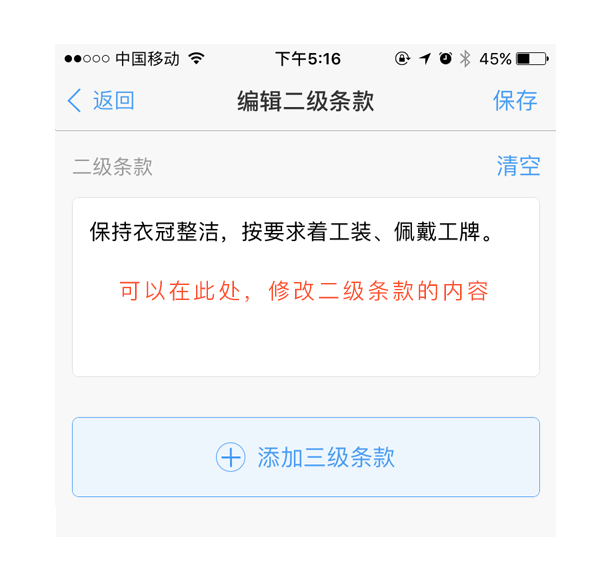 中国移动 下午5:16 45%
返回 编辑二级条款 保存
二级条款 清空
保持衣冠整洁，按要求着工装、佩戴工牌。
可以在此处，修改二级条款的内容
添加三级条款